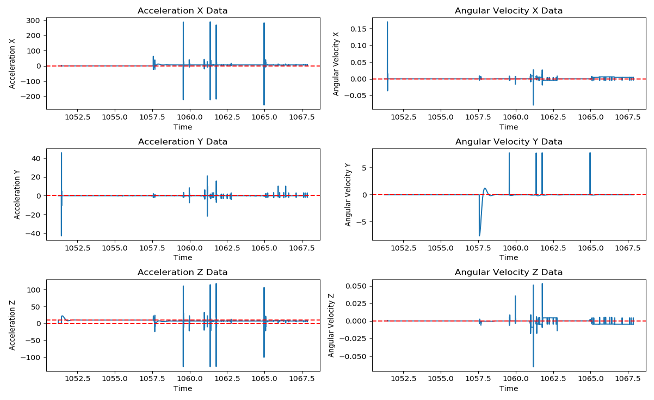 Acceleration X Data
Angular Velocity X Data
Acceleration X
300
200
100
0
−100
−200
1052.5 1055.0 1057.5 1060.0 1062.5 1065.0 1067.5
Time
Angular Velocity X
0.15
0.10
0.05
0.00
−0.05
1052.5 1055.0 1057.5 1060.0 1062.5 1065.0 1067.5
Time
Acceleration Y Data
Angular Velocity Y Data
Acceleration Y
40
20
0
−20
−40
1052.5 1055.0 1057.5 1060.0 1062.5 1065.0 1067.5
Time
Angular Velocity Y
5
0
−5
1052.5 1055.0 1057.5 1060.0 1062.5 1065.0 1067.5
Time
Acceleration Z Data
Angular Velocity Z Data
Acceleration Z
100
50
0
−50
−100
1052.5 1055.0 1057.5 1060.0 1062.5 1065.0 1067.5
Time
Angular Velocity Z
0.050
0.025
0.000
−0.025
−0.050
1052.5 1055.0 1057.5 1060.0 1062.5 1065.0 1067.5
Time